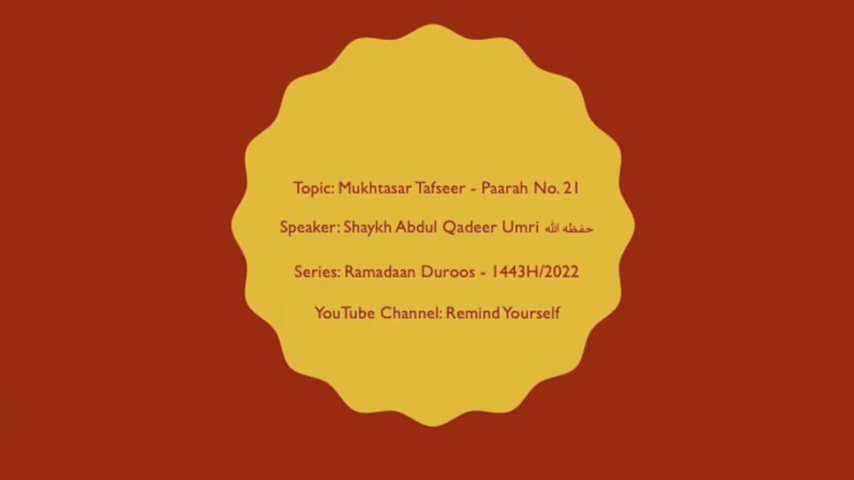 Topic: Mukhtasar Tafseer - Paarah No. 21
Speaker: Shaykh Abdul Qadeer Umri حفظه الله
Series: Ramadaan Duroos - 1443H/2022
YouTube Channel: Remind Yourself